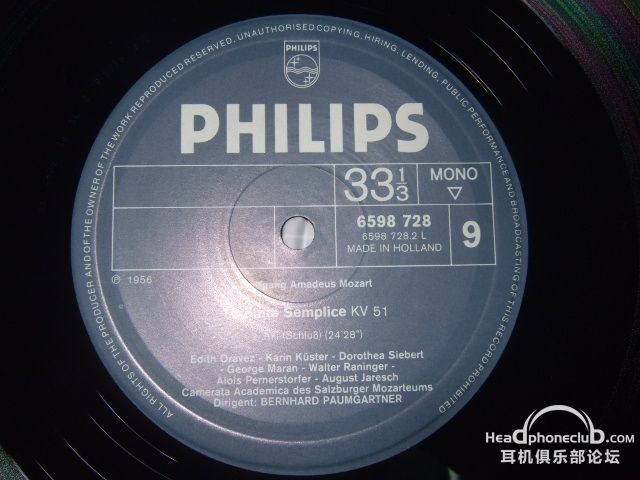 ALL RIGHTS OF THE PRODUCER AND OF THE OWNER OF THE WORK REPRODUCED RESERVED. UNAUTHORISED COPYING, HIRING, LENDING, PUBLIC PERFORMANCE AND BROADCASTING OF THIS RECORD PROHIBITED
PHILIPS
PHILIPS
33 1/3
MONO
6598 728
6598 728.2 L
MADE IN HOLLAND
9
℗ 1956
Amadeus Mozart
Semplice KV 51
(Schluß) (24'28")
Edith Oravez - Karin Küster - Dorothea Siebert
- George Maran - Walter Raninger -
Alois Pernerstorfer - August Jaresch
Camerata Academica des Salzburger Mozarteums
Dirigent: BERNHARD PAUMGARTNER
Headphoneclub.com
耳机俱乐部论坛